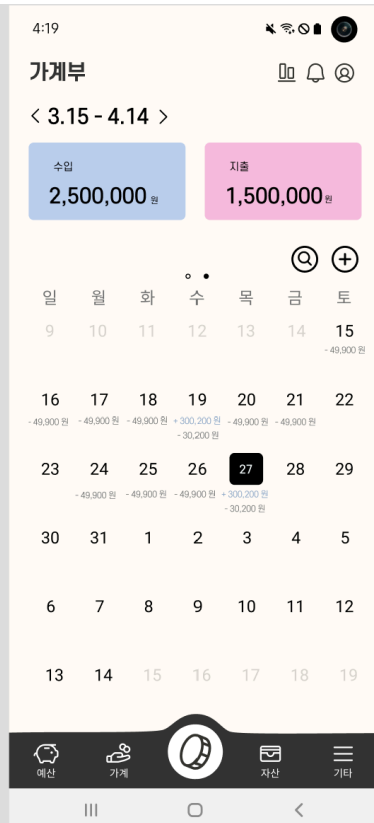 4:19
가계부
< 3.15 - 4.14 >
수입
지출
2,500,000 원
1,500,000 원
일 월 화 수 목 금 토
9 10 11 12 13 14 15
- 49,900 원
16 17 18 19 20 21 22
- 49,900 원 - 49,900 원 - 49,900 원 + 300,200 원 - 49,900 원 - 49,900 원
- 30,200 원
23 24 25 26 27 28 29
- 49,900 원 - 49,900 원 - 49,900 원 + 300,200 원
- 30,200 원
30 31 1 2 3 4 5
6 7 8 9 10 11 12
13 14 15 16 17 18 19
예산 가계 자산 기타